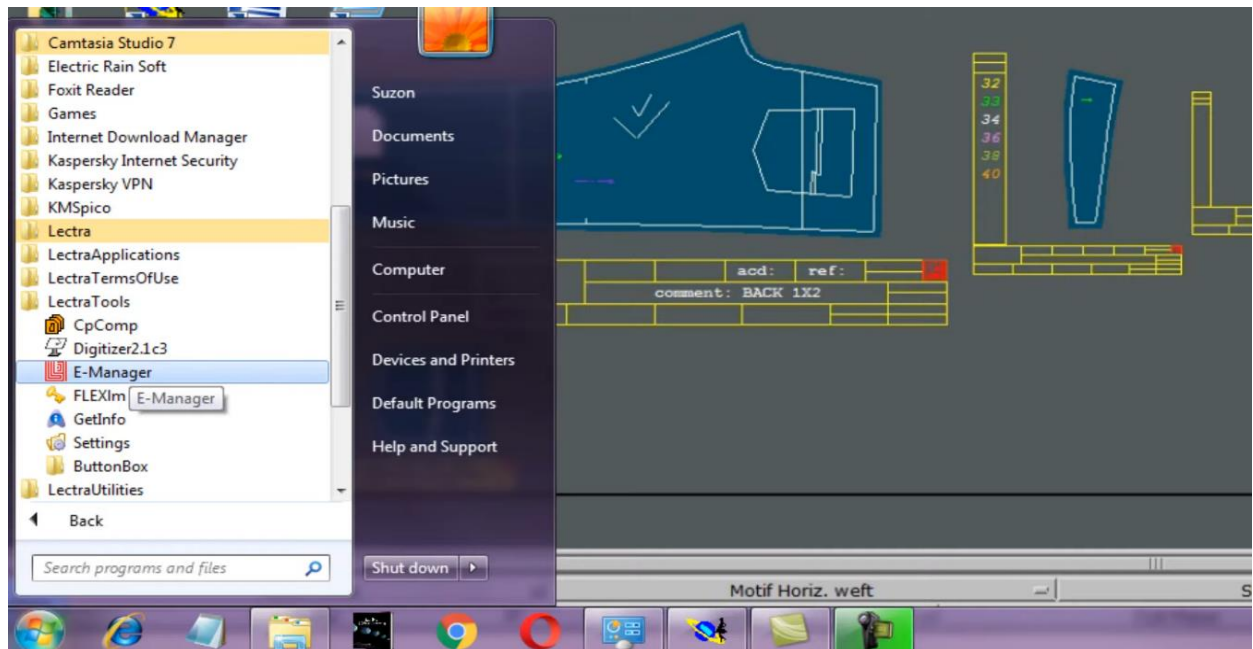 Camtasia Studio 7
Electric Rain Soft
Foxit Reader
Games
Internet Download Manager
Kaspersky Internet Security
Kaspersky VPN
KMSpico
Lectra
LectraApplications
LectraTermsOfUse
LectraTools
CpComp
Digitizer2.1c3
E-Manager
FLEXlm
E-Manager
GetInfo
Settings
ButtonBox
LectraUtilities
Back
Search programs and files
Suzon
Documents
Pictures
Music
Computer
Control Panel
Devices and Printers
Default Programs
Help and Support
Shut down
32
33
34
36
38
40
acd: ref:
comment: BACK 1X2
Motif Horiz. weft
S